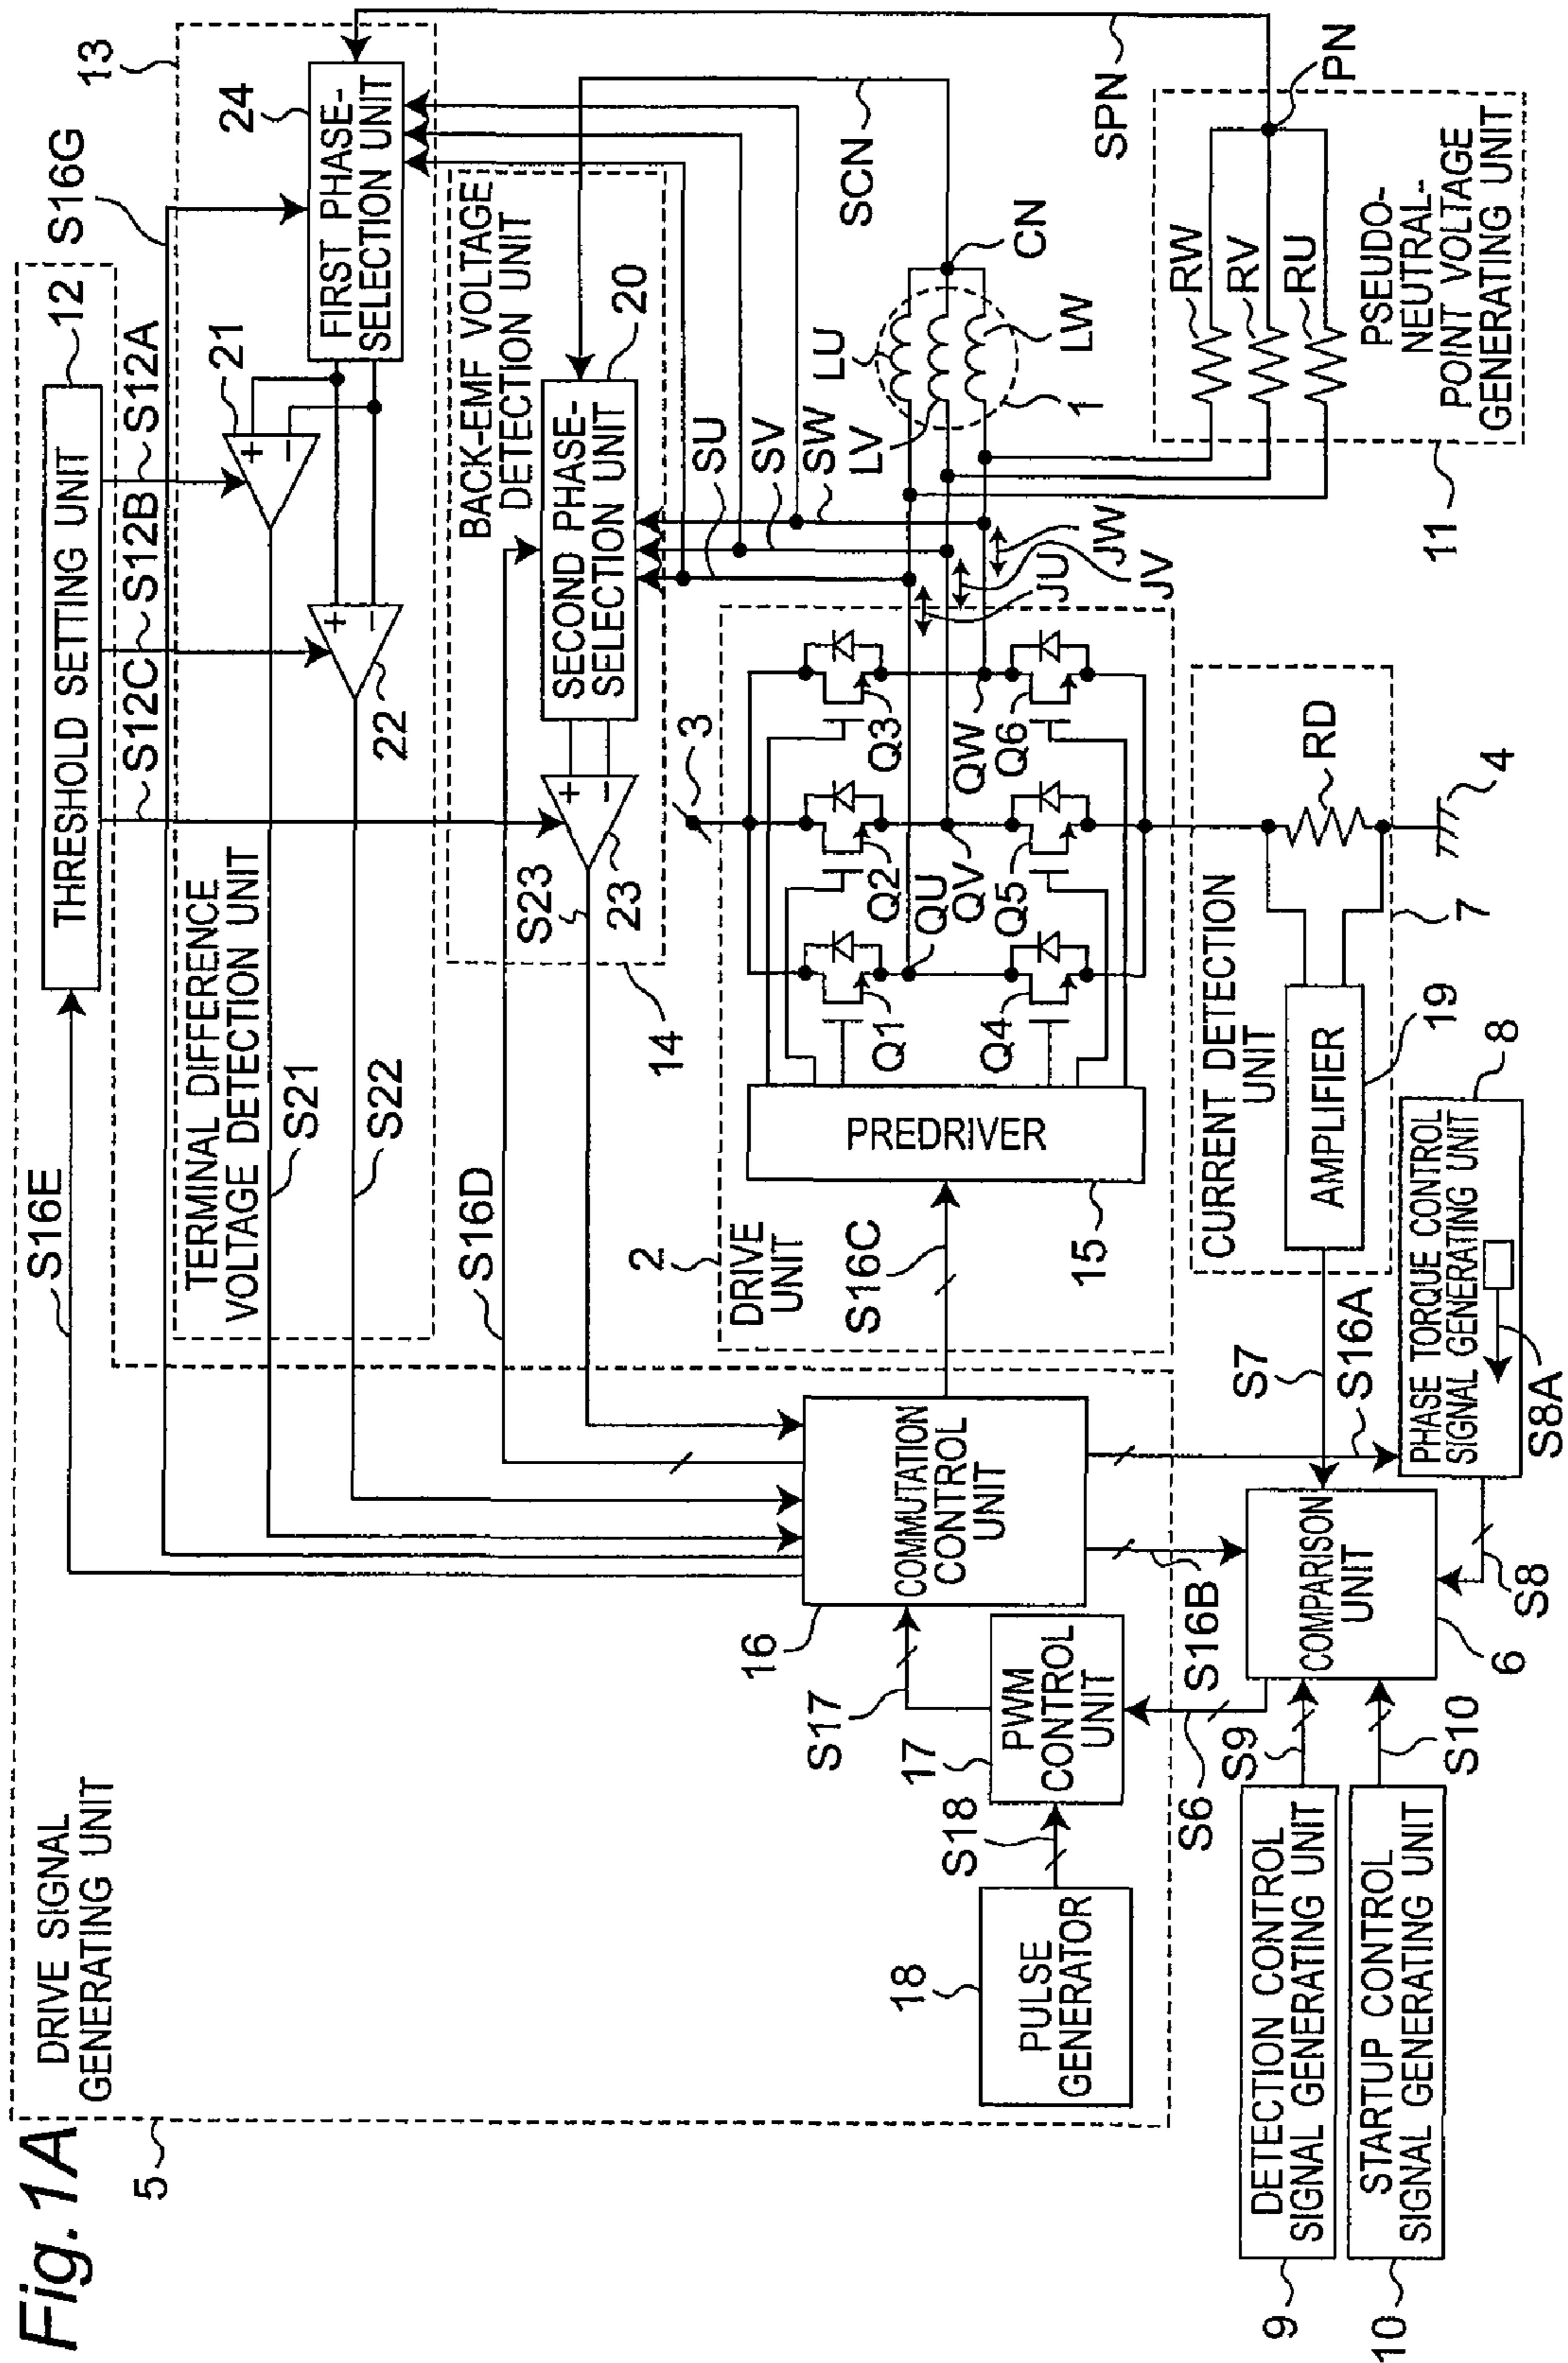 Fig.1A
5
DRIVE SIGNAL
GENERATING UNIT
S16E
THRESHOLD SETTING UNIT
12
S16G
S12A
S12B
S12C
13
TERMINAL DIFFERENCE
VOLTAGE DETECTION UNIT
S21
S22
21
+
−
22
+
−
24
FIRST PHASE-
SELECTION UNIT
S16D
S23
23
+
−
14
BACK-EMF VOLTAGE
DETECTION UNIT
SECOND PHASE-
SELECTION UNIT
20
SU
SV
SW
SCN
SPN
18
PULSE
GENERATOR
S18
17
PWM
CONTROL
UNIT
S17
16
COMMUTATION
CONTROL
UNIT
S16C
2
DRIVE
UNIT
PREDRIVER
15
3
Q1
Q2
Q3
Q4
Q5
Q6
QU
QV
QW
JU
JV
JW
LU
LV
LW
1
CN
S6
S16B
S16A
S7
CURRENT DETECTION
UNIT
AMPLIFIER
19
RD
7
4
11
RW
RV
RU
PN
PSEUDO-
NEUTRAL-
POINT VOLTAGE
GENERATING UNIT
9
DETECTION CONTROL
SIGNAL GENERATING UNIT
S9
10
STARTUP CONTROL
SIGNAL GENERATING UNIT
S10
COMPARISON
UNIT
6
S8
PHASE TORQUE CONTROL
SIGNAL GENERATING UNIT
8
S8A